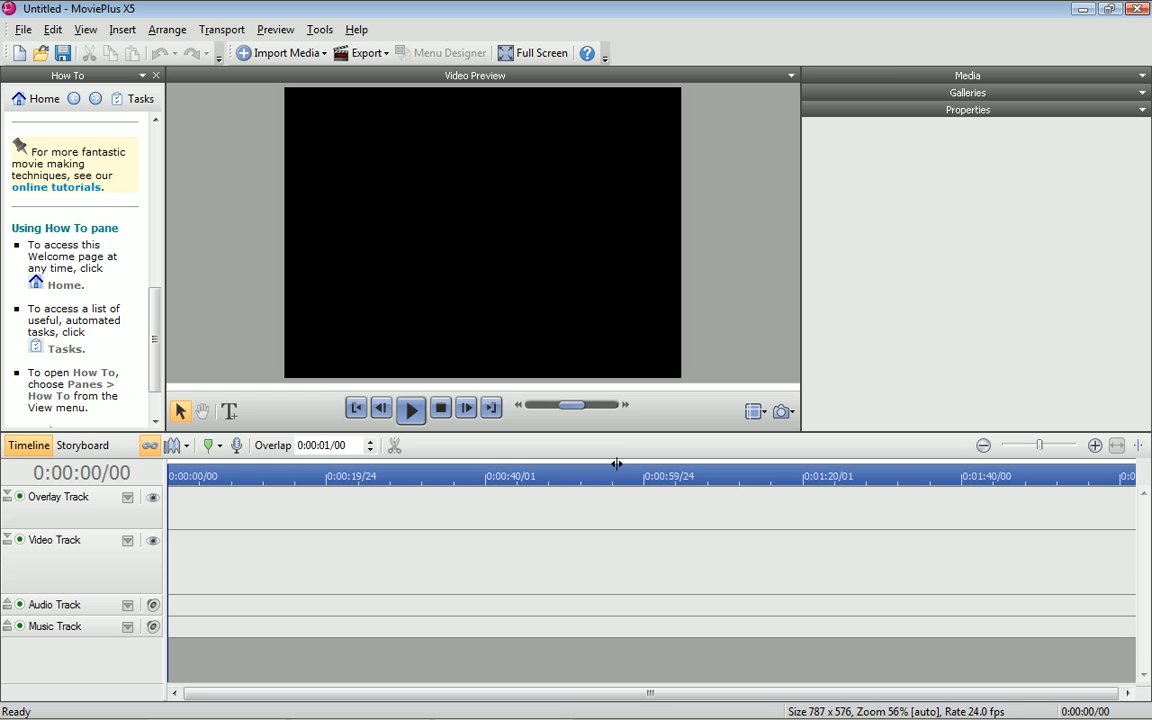 Untitled - MoviePlus X5
File Edit View Insert Arrange Transport Preview Tools Help
Import Media Export Menu Designer Full Screen
How To
Video Preview
Media
Galleries
Properties
Home Tasks
For more fantastic
movie making
techniques, see our
online tutorials.
Using How To pane
To access this
Welcome page at
any time, click
Home.
To access a list of
useful, automated
tasks, click
Tasks.
To open How To,
choose Panes >
How To from the
View menu.
Timeline Storyboard Overlap 0:00:01/00
0:00:00/00
0:00:00/00 0:00:19/24 0:00:40/01 0:00:59/24 0:01:20/01 0:01:40/00 0:0
Overlay Track
Video Track
Audio Track
Music Track
Ready
Size 787 x 576, Zoom 56% [auto], Rate 24.0 fps 0:00:00/00